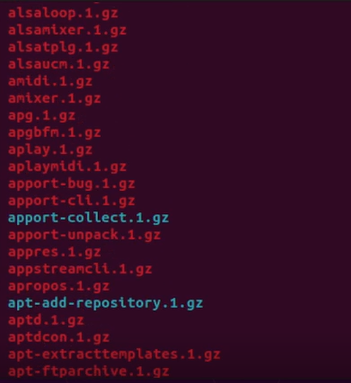 alsaloop.1.gz
alsamixer.1.gz
alsatplg.1.gz
alsaucm.1.gz
amidi.1.gz
amixer.1.gz
apg.1.gz
apgbfm.1.gz
aplay.1.gz
aplaymidi.1.gz
apport-bug.1.gz
apport-cli.1.gz
apport-collect.1.gz
apport-unpack.1.gz
appres.1.gz
appstreamcli.1.gz
apropos.1.gz
apt-add-repository.1.gz
aptd.1.gz
aptdcon.1.gz
apt-extracttemplates.1.gz
apt-ftparchive.1.gz